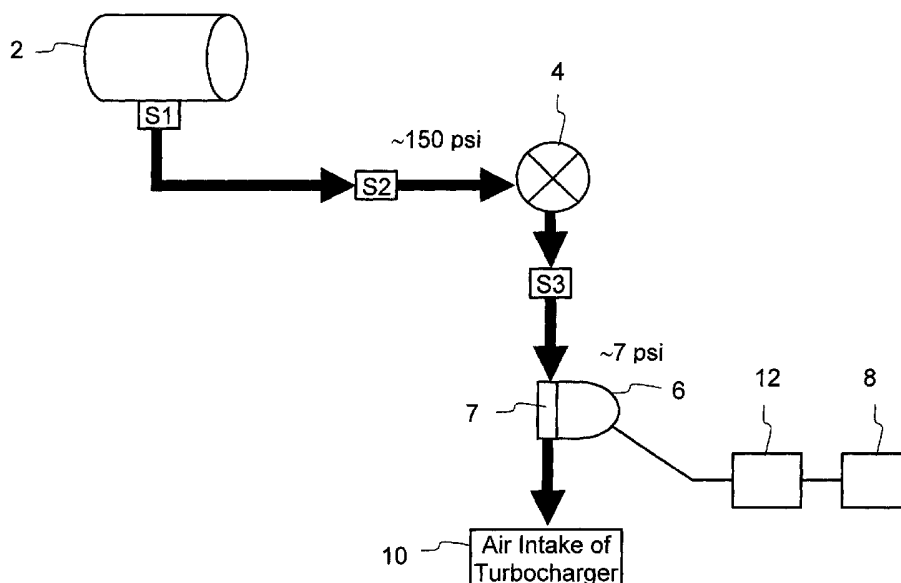 2
4
S1
~150 psi
S2
S3
~7 psi
7
6
12
8
10
Air Intake of
Turbocharger